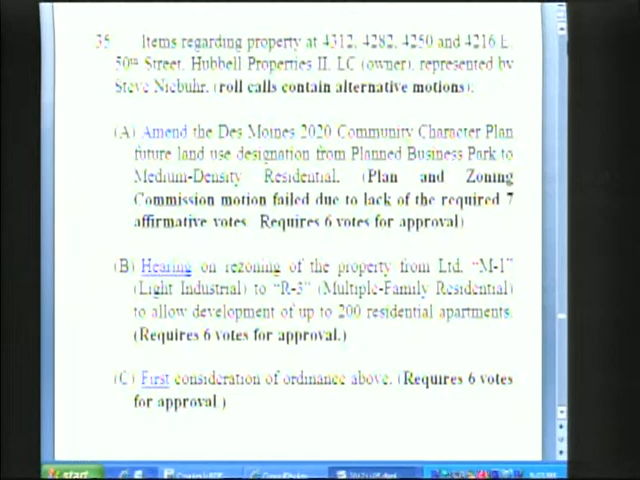 35 Items regarding property at 4312, 4282, 4250 and 4216 E.
50th Street, Hubbell Properties II, LC (owner), represented by
Steve Niebuhr, (roll calls contain alternative motions):
(A) Amend the Des Moines 2020 Community Character Plan
future land use designation from Planned Business Park to
Medium-Density Residential. (Plan and Zoning
Commission motion failed due to lack of the required 7
affirmative votes. Requires 6 votes for approval)
(B) Hearing on rezoning of the property from Ltd. “M-1”
(Light Industrial) to “R-3” (Multiple-Family Residential)
to allow development of up to 200 residential apartments.
(Requires 6 votes for approval.)
(C) First consideration of ordinance above. (Requires 6 votes
for approval.)
start